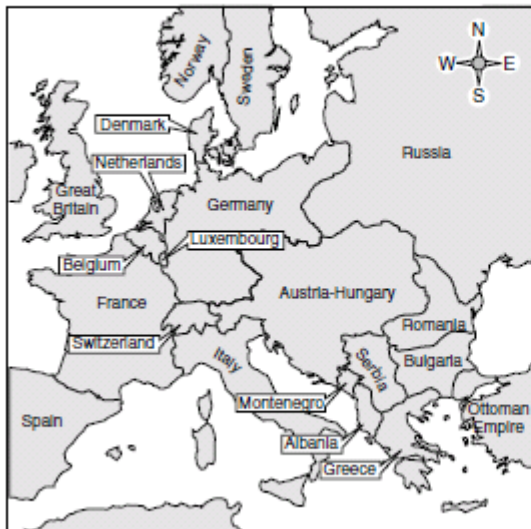 N
W E
S
Norway
Sweden
Denmark
Russia
Netherlands
Great
Britain
Germany
Luxembourg
Belgium
Austria-Hungary
France
Romania
Switzerland
Italy
Serbia
Bulgaria
Montenegro
Spain
Ottoman
Empire
Albania
Greece